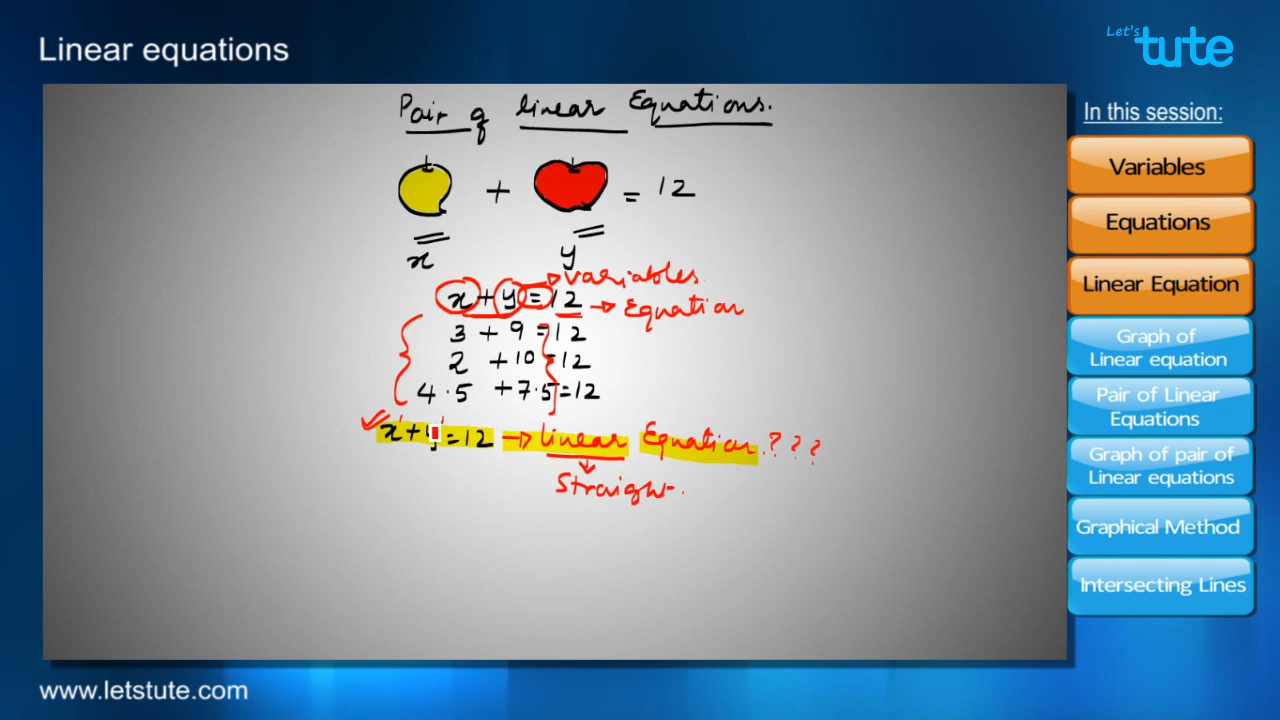 Linear equations
Let's tute
Pair of linear Equations.
+ = 12
x y
variables
x + y = 12 → Equation
3 + 9 = 12
2 + 10 = 12
4.5 + 7.5 = 12
x + y = 12 → linear Equation.???
Straight.
In this session:
Variables
Equations
Linear Equation
Graph of
Linear equation
Pair of Linear
Equations
Graph of pair of
Linear equations
Graphical Method
Intersecting Lines
www.letstute.com